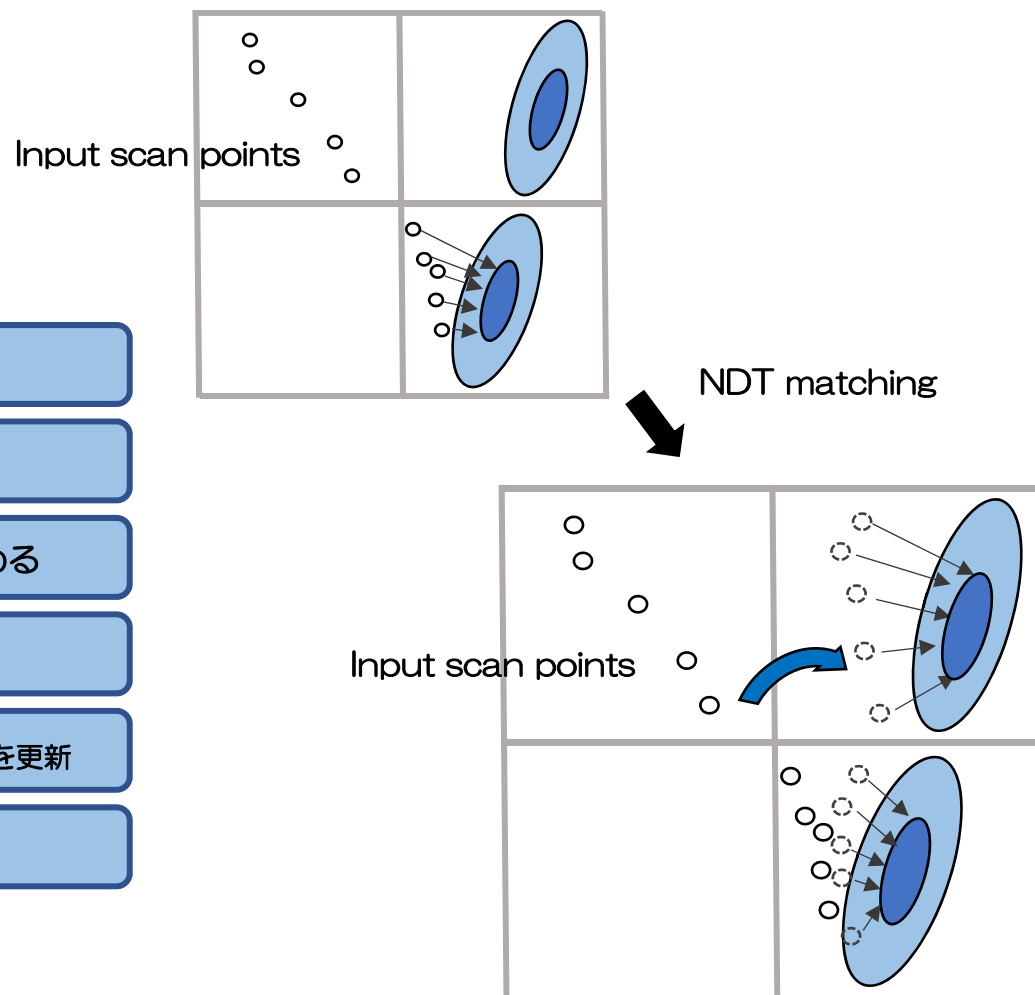 Input scan points
NDT matching
める
Input scan points
を更新